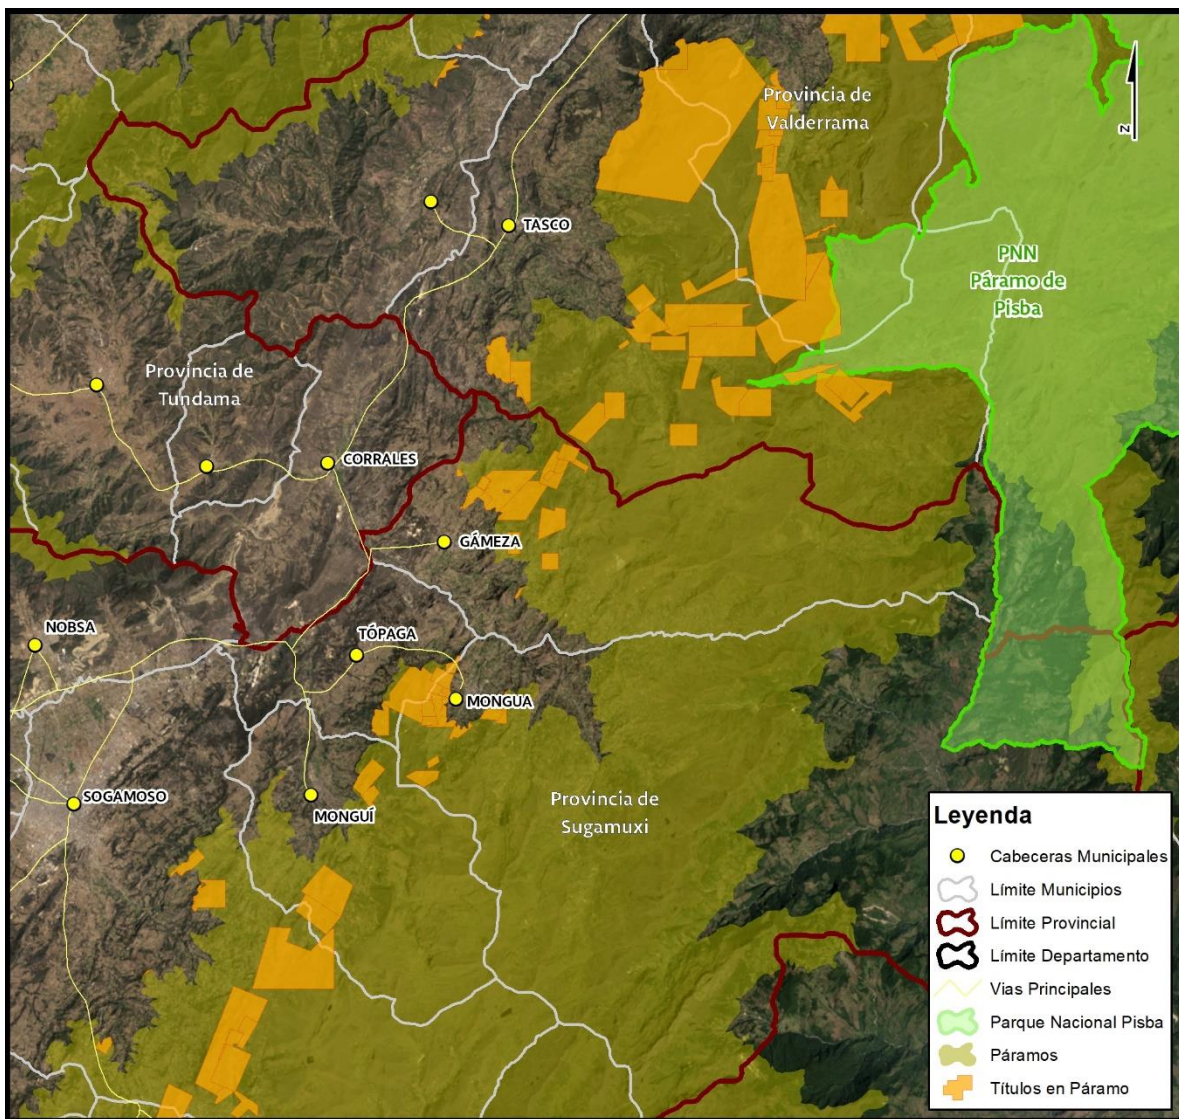 Provincia de
Valderrama
N
TASCO
PNN
Páramo de
Pisba
Provincia de
Tundama
CORRALES
GÁMEZA
NOBSA
TÓPAGA
MONGUA
SOGAMOSO
MONGUÍ
Provincia de
Sugamuxi
Leyenda
Cabeceras Municipales
Límite Municipios
Límite Provincial
Límite Departamento
Vias Principales
Parque Nacional Pisba
Páramos
Títulos en Páramo